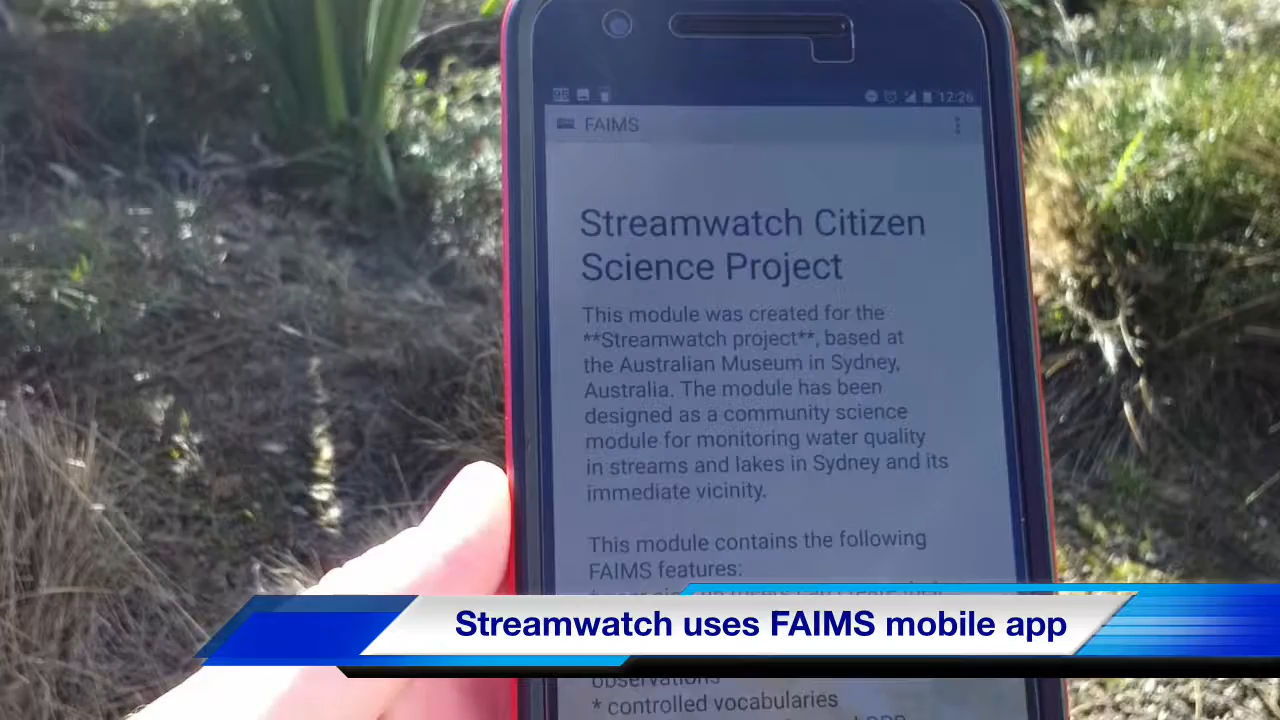 12:26
FAIMS
Streamwatch Citizen
Science Project
This module was created for the
**Streamwatch project**, based at
the Australian Museum in Sydney,
Australia. The module has been
designed as a community science
module for monitoring water quality
in streams and lakes in Sydney and its
immediate vicinity.
This module contains the following
FAIMS features:
Streamwatch uses FAIMS mobile app
observations
* controlled vocabularies